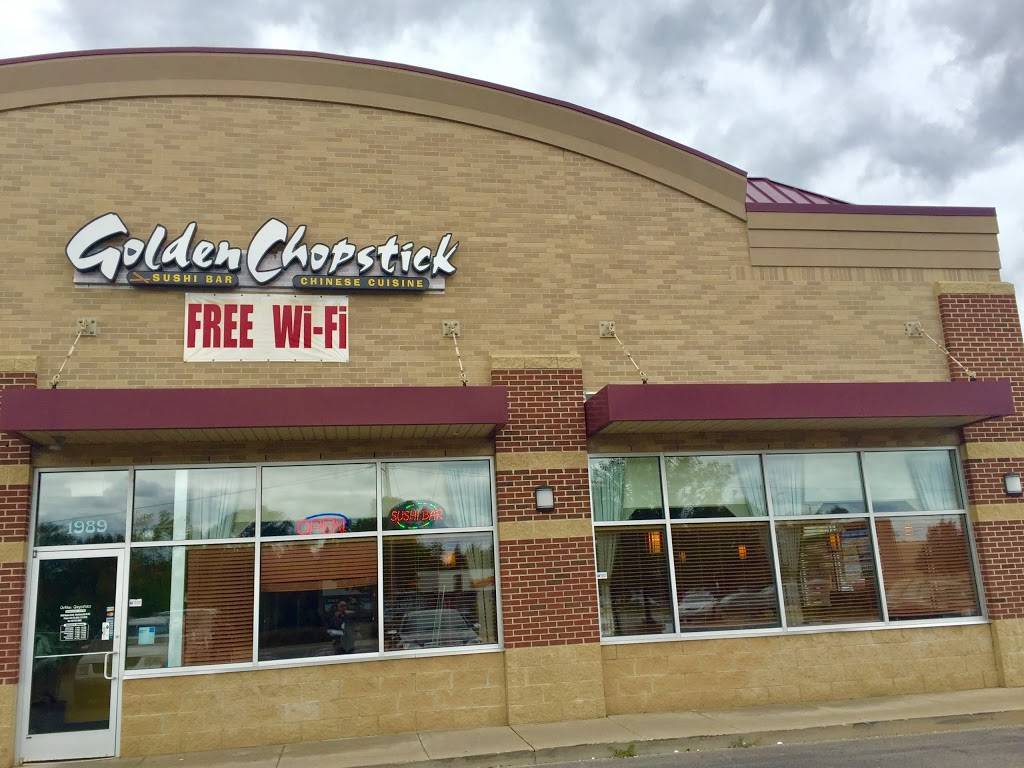 Golden Chopstick
SUSHI BAR CHINESE CUISINE
FREE Wi-Fi
1989
OPEN
SUSHI BAR